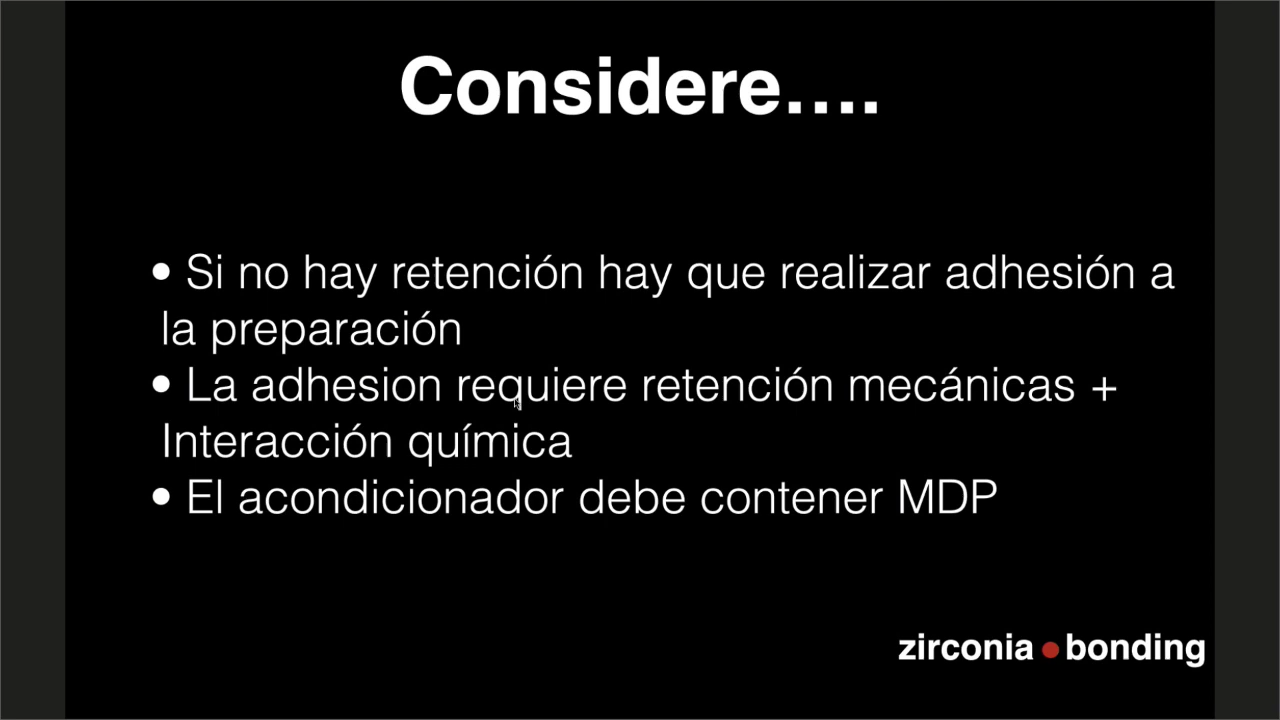 Considere....
• Si no hay retención hay que realizar adhesión a
la preparación
• La adhesion requiere retención mecánicas +
Interacción química
• El acondicionador debe contener MDP
zirconia • bonding